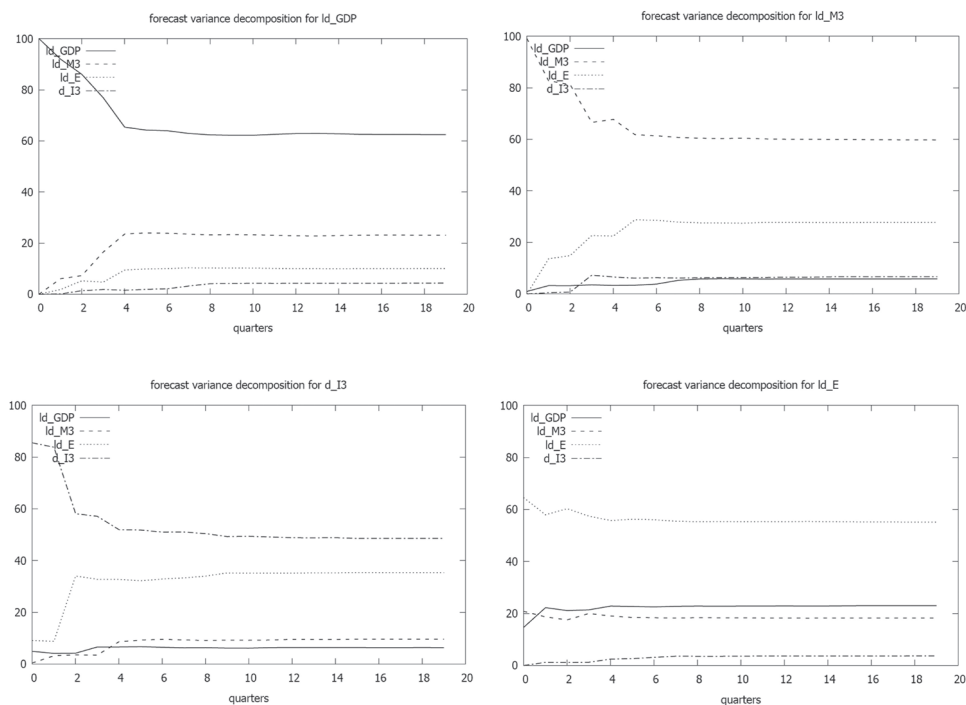 forecast variance decomposition for ld_GDP
100
80
60
40
20
0
ld_GDP
ld_M3
ld_E
d_I3
0 2 4 6 8 10 12 14 16 18 20
quarters
forecast variance decomposition for ld_M3
100
80
60
40
20
0
ld_GDP
ld_M3
ld_E
d_I3
0 2 4 6 8 10 12 14 16 18 20
quarters
forecast variance decomposition for d_I3
100
80
60
40
20
0
ld_GDP
ld_M3
ld_E
d_I3
0 2 4 6 8 10 12 14 16 18 20
quarters
forecast variance decomposition for ld_E
100
80
60
40
20
0
ld_GDP
ld_M3
ld_E
d_I3
0 2 4 6 8 10 12 14 16 18 20
quarters